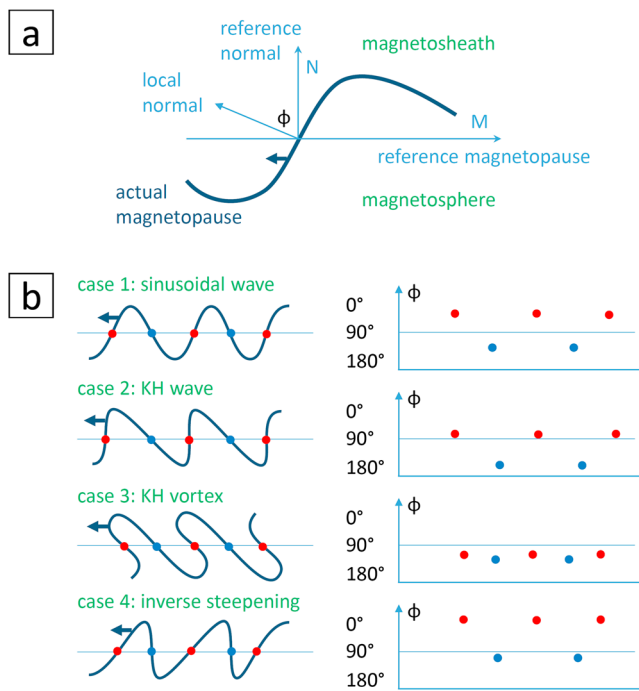 a
reference
normal
N
magnetosheath
local
normal
ϕ
M
reference magnetopause
actual
magnetopause
magnetosphere
b
case 1: sinusoidal wave
0°
90°
180°
ϕ
case 2: KH wave
0°
90°
180°
ϕ
case 3: KH vortex
0°
90°
180°
ϕ
case 4: inverse steepening
0°
90°
180°
ϕ